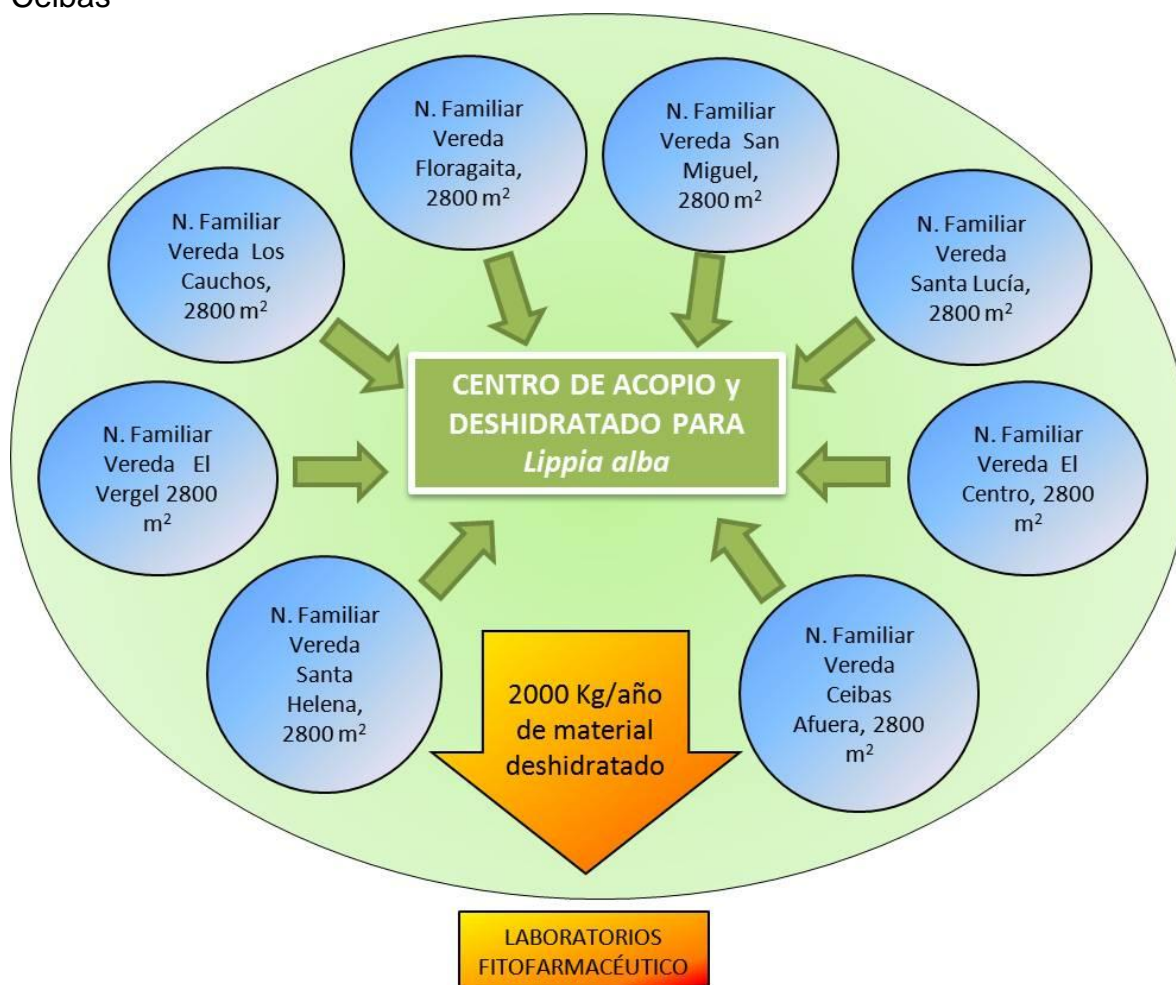 Ceibas
N. Familiar
Vereda
Floragaita,
2800 m²
N. Familiar
Vereda San
Miguel,
2800 m²
N. Familiar
Vereda Los
Cauchos,
2800 m²
N. Familiar
Vereda
Santa Lucía,
2800 m²
CENTRO DE ACOPIO y
DESHIDRATADO PARA
Lippia alba
N. Familiar
Vereda El
Vergel 2800
m²
N. Familiar
Vereda El
Centro, 2800
m²
N. Familiar
Vereda
Santa
Helena,
2800 m²
N. Familiar
Vereda
Ceibas
Afuera, 2800
m²
2000 Kg/año
de material
deshidratado
LABORATORIOS
FITOFARMACÉUTICO